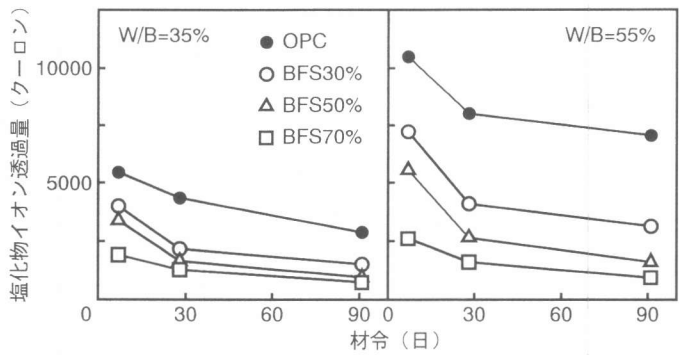 塩化物イオン透過量（クーロン）
10000
5000
0
W/B=35%
OPC
BFS30%
BFS50%
BFS70%
W/B=55%
30
60
90
0
30
60
90
材令（日）